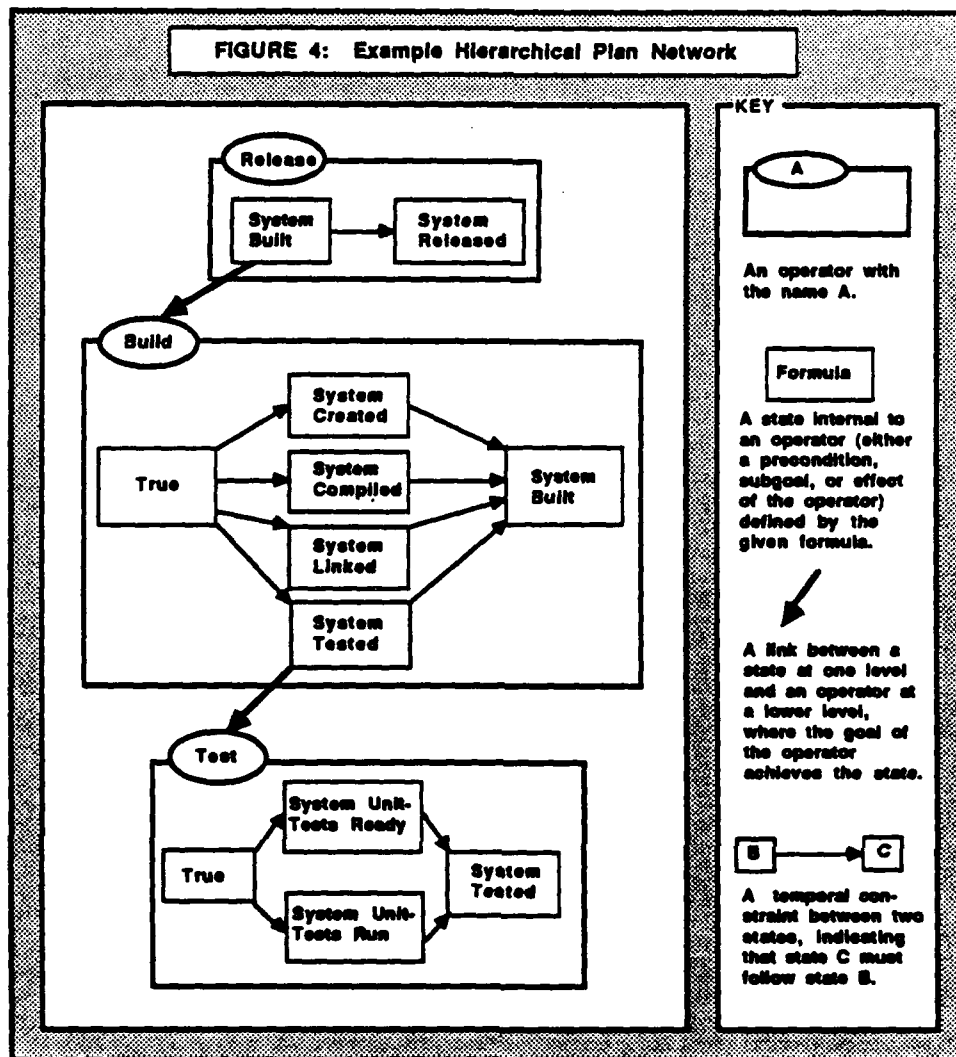 FIGURE 4: Example Hierarchical Plan Network
Release
System
Built
System
Released
Build
True
System
Created
System
Compiled
System
Linked
System
Tested
System
Built
Test
True
System Unit-
Tests Ready
System Unit-
Tests Run
System
Tested
KEY
A
An operator with
the name A.
Formula
A state internal to
an operator (either
a precondition,
subgoal, or effect
of the operator)
defined by the
given formula.
A link between a
state at one level
and an operator at
a lower level,
where the goal of
the operator
achieves the state.
B
C
A temporal con-
straint between two
states, indicating
that state C must
follow state B.